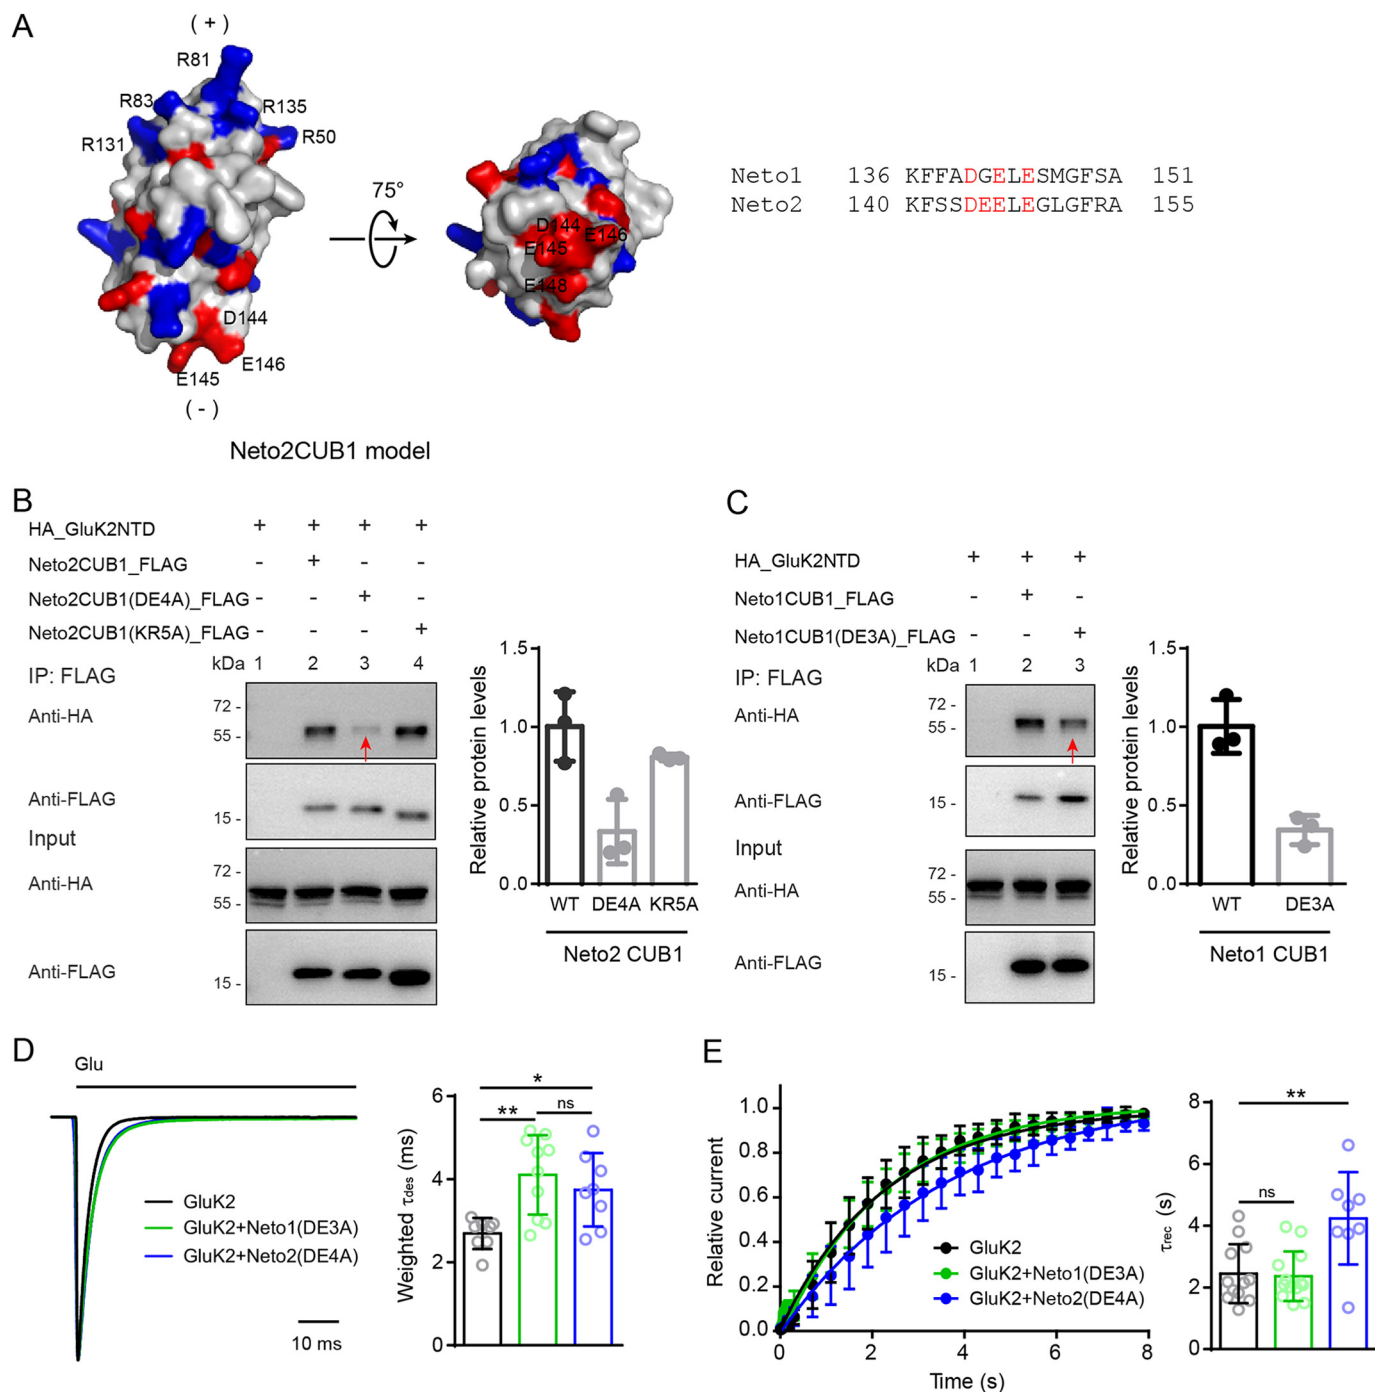 A
(+)
R81
R83
R135
R131
R50
75°
D144
E146
E145
E148
D144
E146
E145
(-)
Neto2CUB1 model
Neto1 136 KFFADGELESMGFSA 151
Neto2 140 KFSSDEELEGLGFRA 155
B
HA_GluK2NTD + + + +
Neto2CUB1_FLAG - + - -
Neto2CUB1(DE4A)_FLAG - - + -
Neto2CUB1(KR5A)_FLAG - - - +
kDa 1 2 3 4
IP: FLAG
Anti-HA
72 -
55 -
Anti-FLAG
15 -
Input
Anti-HA
72 -
55 -
Anti-FLAG
15 -
Relative protein levels
1.5
1.0
0.5
0.0
WT DE4A KR5A
Neto2 CUB1
C
HA_GluK2NTD + + +
Neto1CUB1_FLAG - + -
Neto1CUB1(DE3A)_FLAG - - +
kDa 1 2 3
IP: FLAG
Anti-HA
72 -
55 -
Anti-FLAG
15 -
Input
Anti-HA
72 -
55 -
Anti-FLAG
15 -
Relative protein levels
1.5
1.0
0.5
0.0
WT DE3A
Neto1 CUB1
D
Glu
GluK2
GluK2+Neto1(DE3A)
GluK2+Neto2(DE4A)
10 ms
Weighted τdes (ms)
6
4
2
0
*
** ns
E
Relative current
1.0
0.8
0.6
0.4
0.2
0.0
0 2 4 6 8
Time (s)
GluK2
GluK2+Neto1(DE3A)
GluK2+Neto2(DE4A)
τrec (s)
8
6
4
2
0
**
ns